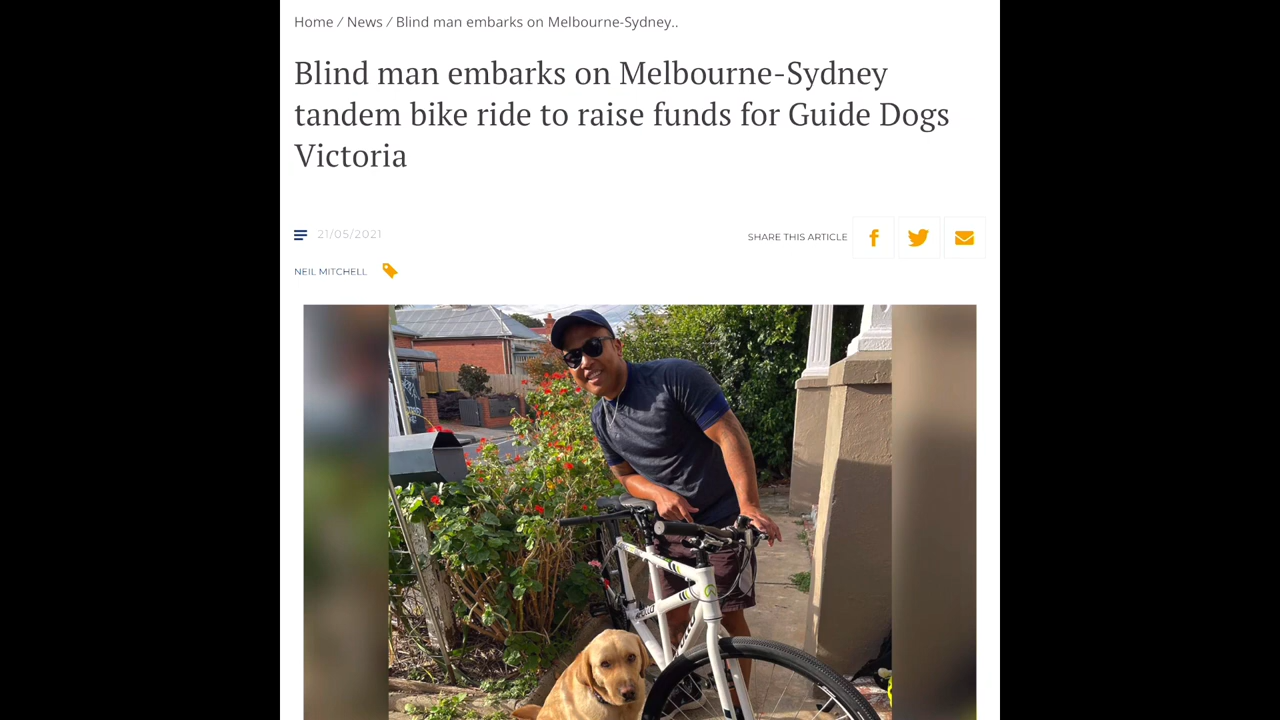 Home / News / Blind man embarks on Melbourne-Sydney..
Blind man embarks on Melbourne-Sydney
tandem bike ride to raise funds for Guide Dogs
Victoria
21/05/2021
SHARE THIS ARTICLE
NEIL MITCHELL